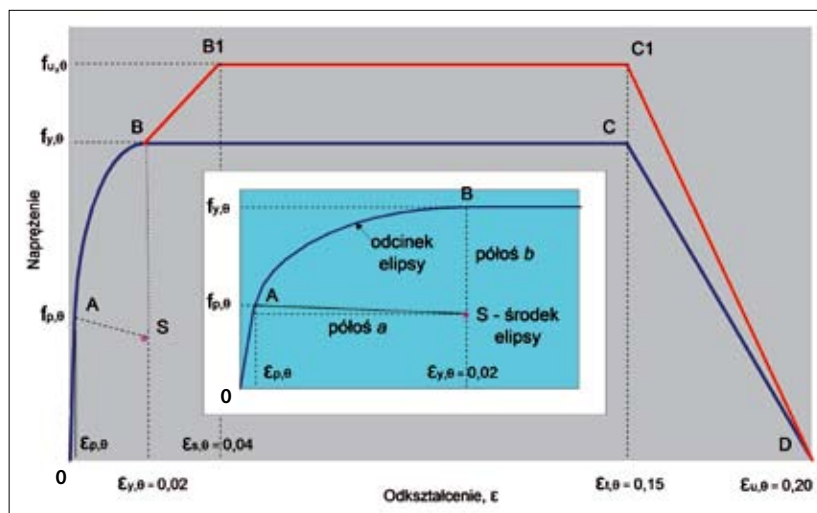 B1
C1
fᵤ,θ
B
C
fy,θ
Naprężenie
B
fy,θ
odcinek
elipsy
półoś b
A
fp,θ
A
S
fp,θ
półoś a
S - środek
elipsy
0
εp,θ
εy,θ = 0,02
D
εp,θ
εs,θ = 0,04
0
εy,θ = 0,02
Odkształcenie, ε
εt,θ = 0,15
εu,θ = 0,20